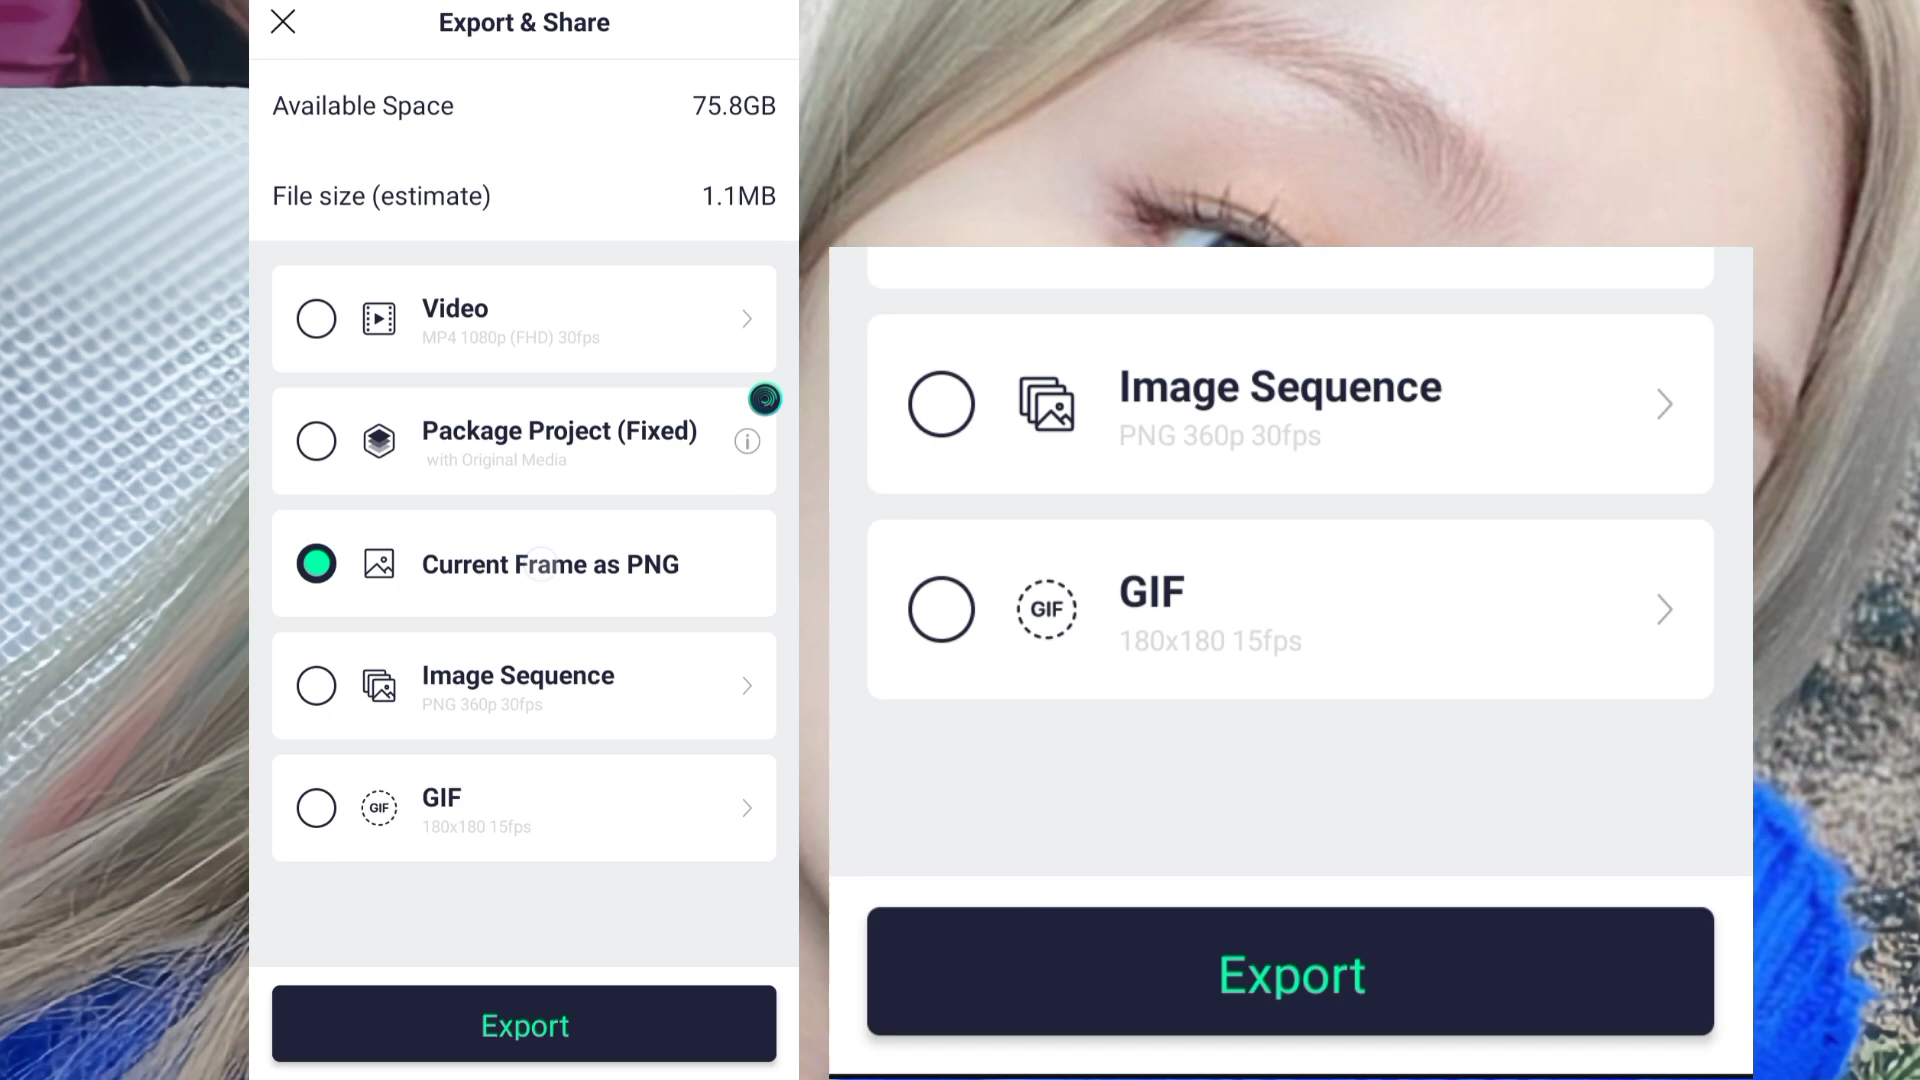 Export & Share
Available Space 75.8GB
File size (estimate) 1.1MB
Video
MP4 1080p (FHD) 30fps
Package Project (Fixed)
with Original Media
Current Frame as PNG
Image Sequence
PNG 360p 30fps
GIF
GIF
180x180 15fps
Export
Image Sequence
PNG 360p 30fps
GIF
GIF
180x180 15fps
Export